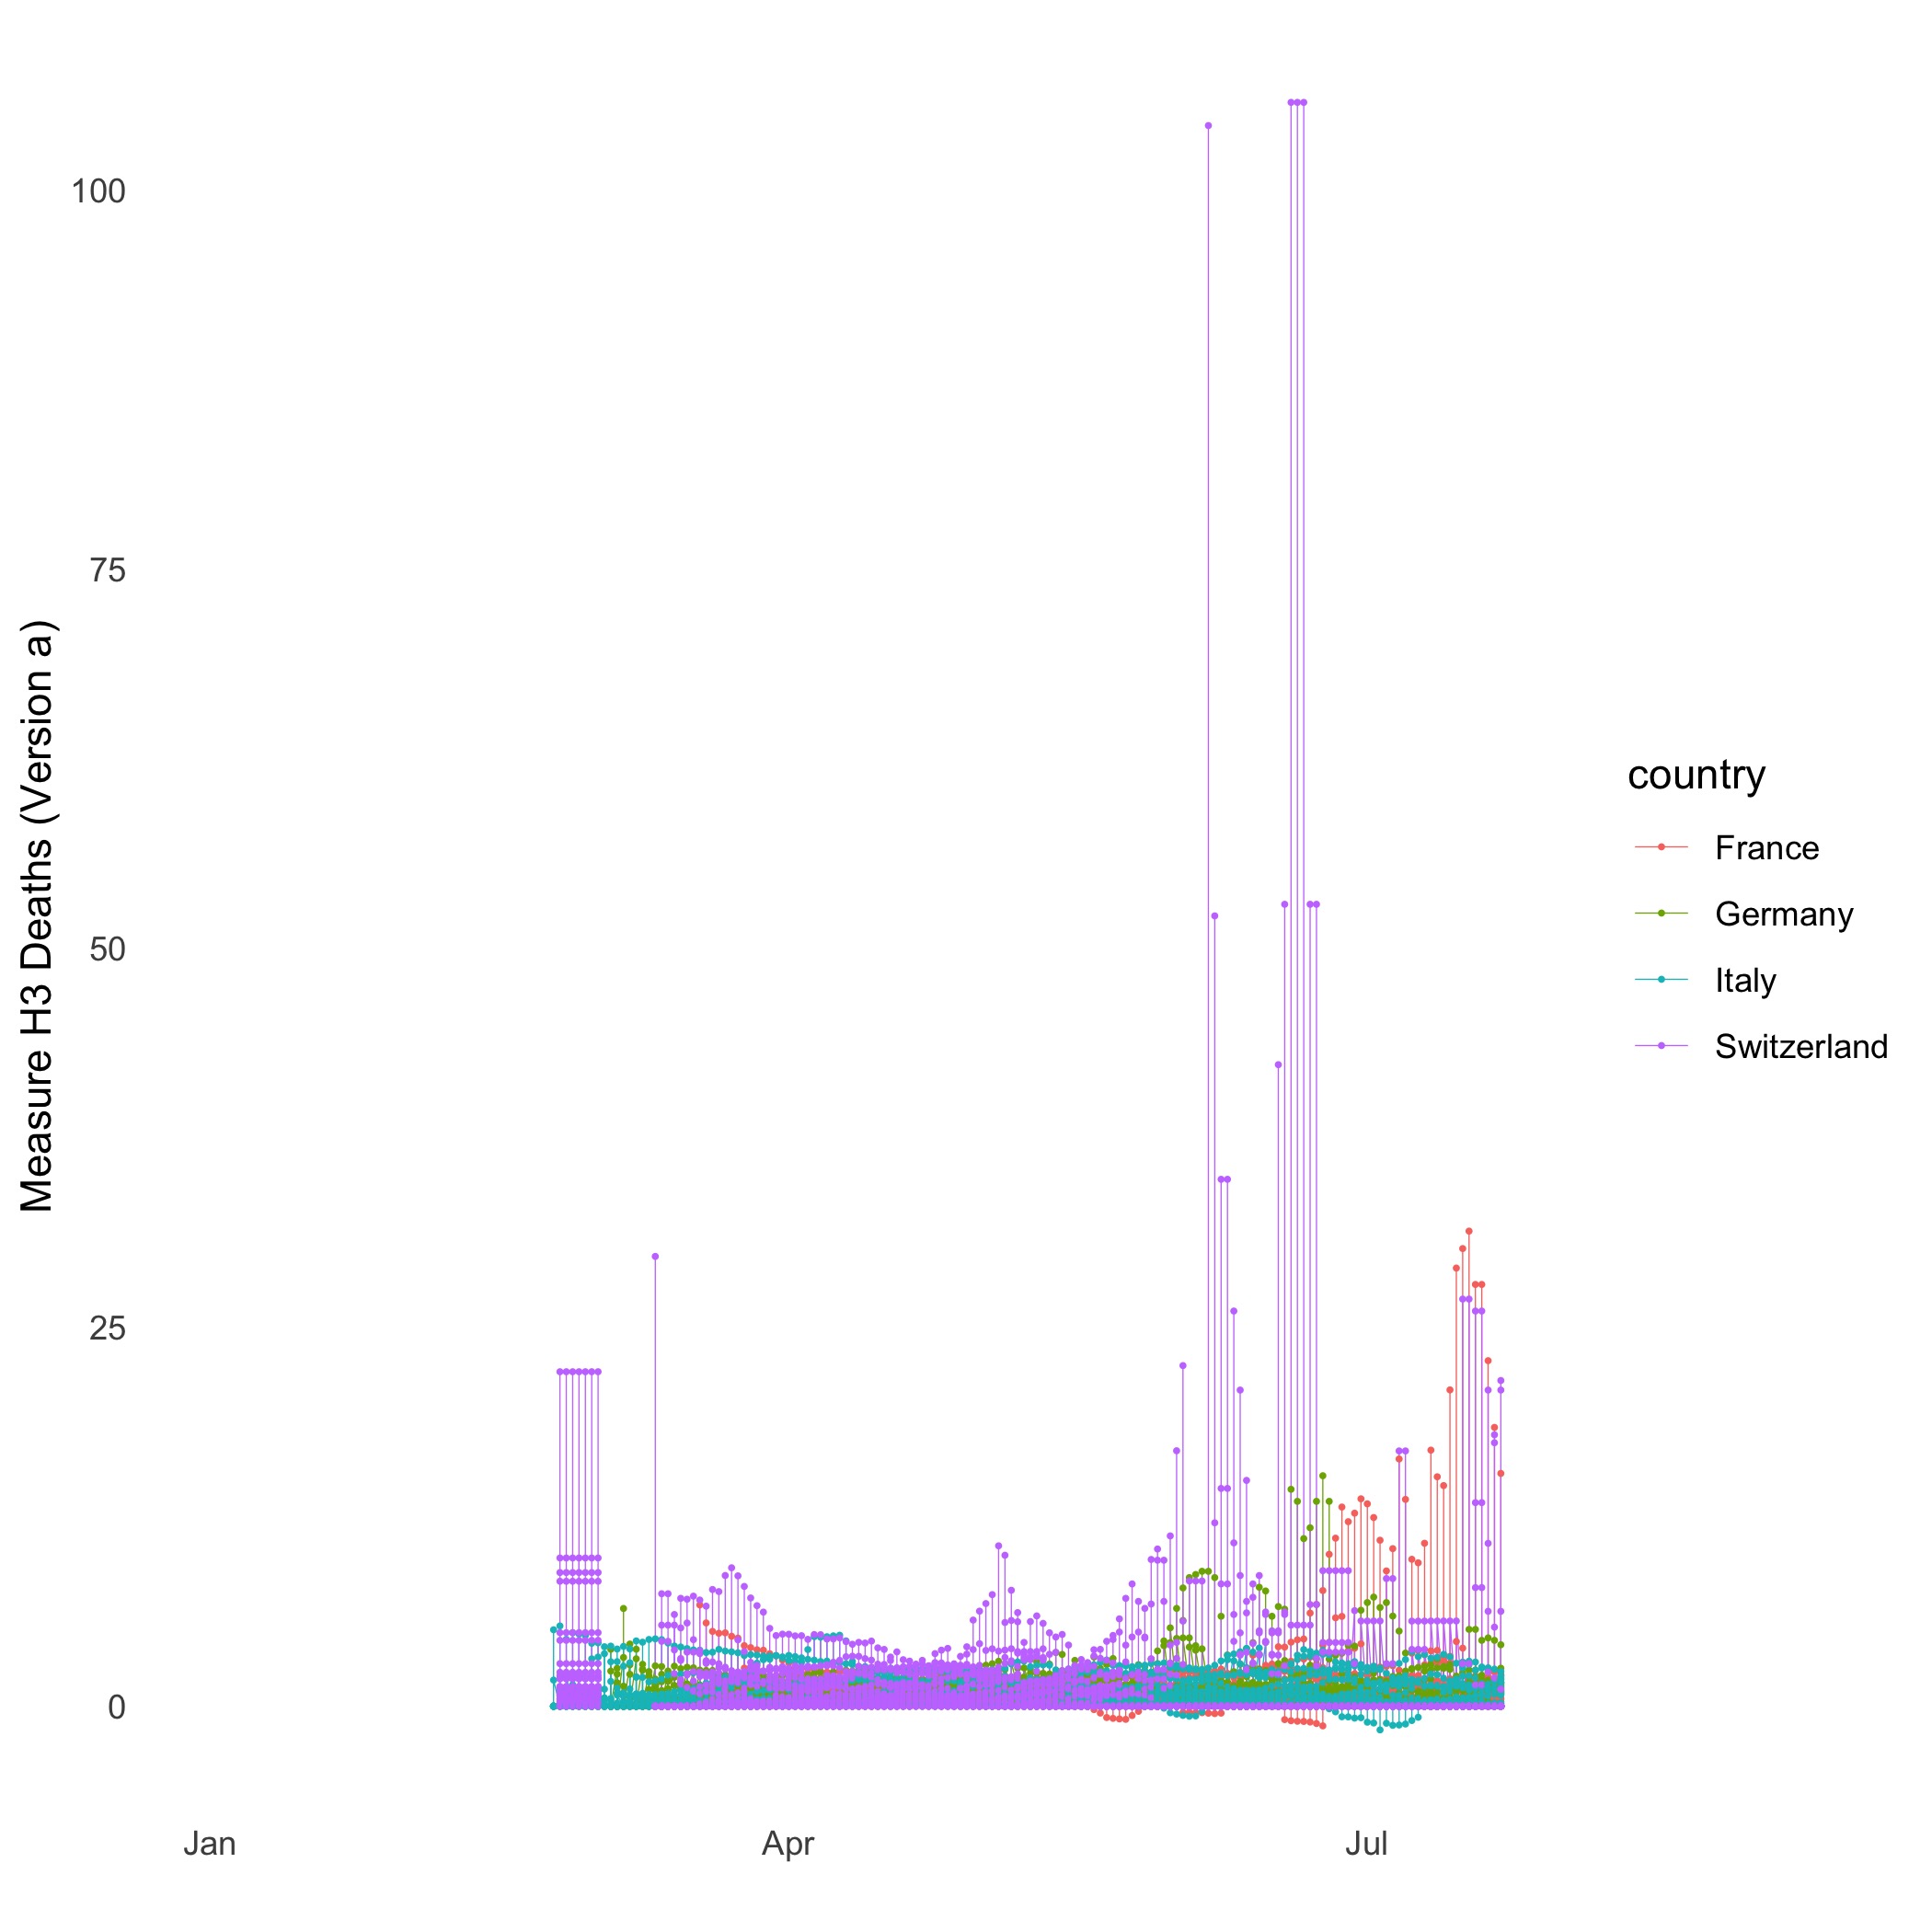 100
75
50
25
0
Measure H3 Deaths (Version a)
Jan
Apr
Jul
country
France
Germany
Italy
Switzerland